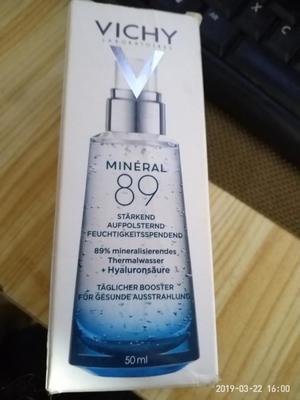 VICHY
LABORATOIRES
MINÉRAL
89
STÄRKEND
AUFPOLSTERND
FEUCHTIGKEITSSPENDEND
89% mineralisierendes
Thermalwasser
+ Hyaluronsäure
TÄGLICHER BOOSTER
FÜR GESUNDE AUSSTRAHLUNG
50 ml
2019-03-22 16:00